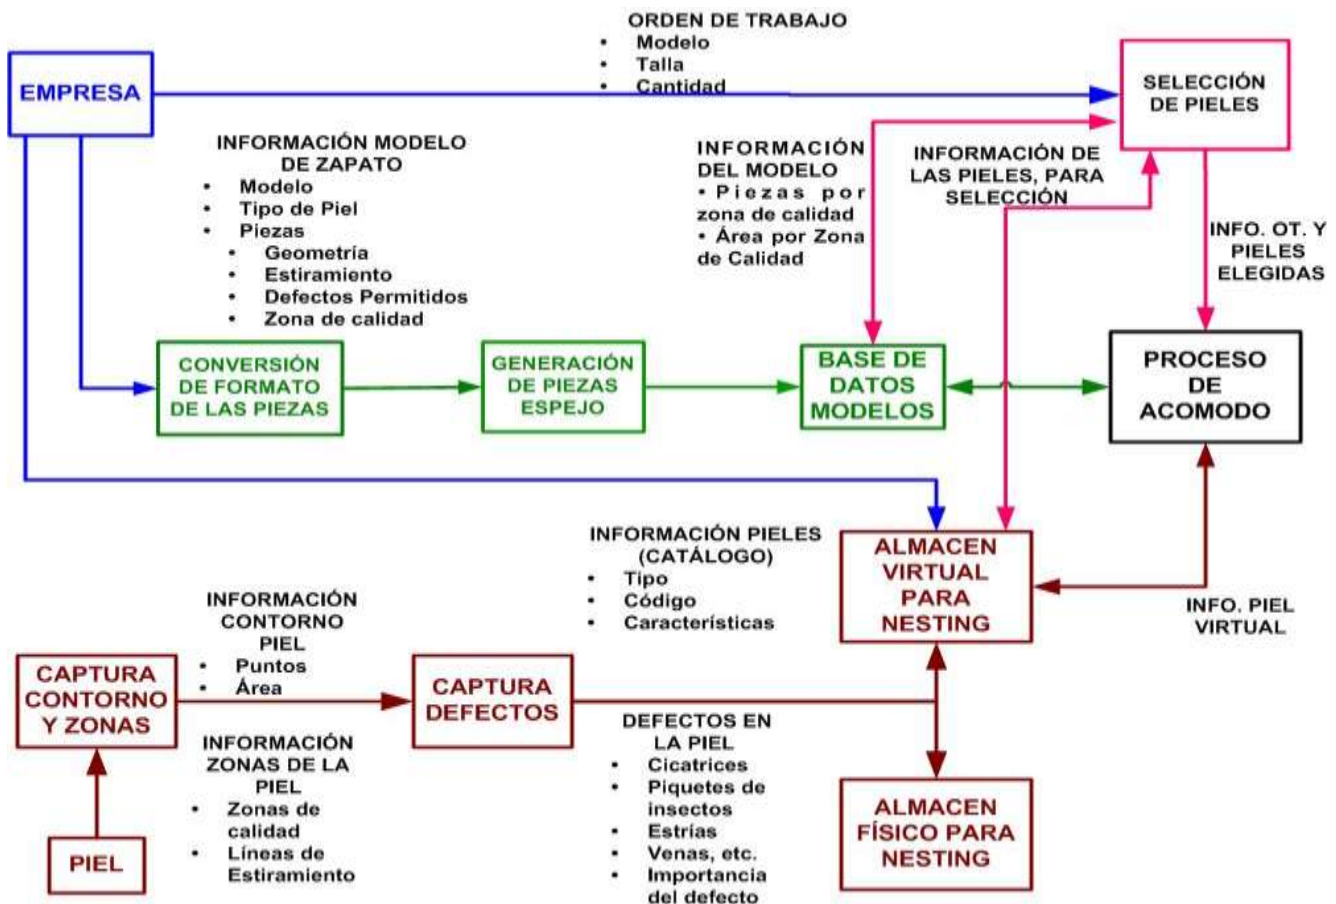 ORDEN DE TRABAJO
• Modelo
• Talla
• Cantidad
EMPRESA
SELECCIÓN
DE PIELES
INFORMACIÓN MODELO
DE ZAPATO
• Modelo
• Tipo de Piel
• Piezas
• Geometría
• Estiramiento
• Defectos Permitidos
• Zona de calidad
INFORMACIÓN
DEL MODELO
• Piezas por
zona de calidad
• Área por Zona
de Calidad
INFORMACIÓN DE
LAS PIELES, PARA
SELECCIÓN
INFO. OT. Y
PIELES
ELEGIDAS
CONVERSIÓN
DE FORMATO
DE LAS PIEZAS
GENERACIÓN
DE PIEZAS
ESPEJO
BASE DE
DATOS
MODELOS
PROCESO
DE
ACOMODO
INFORMACIÓN PIELES
(CATÁLOGO)
• Tipo
• Código
• Características
ALMACEN
VIRTUAL
PARA
NESTING
INFO. PIEL
VIRTUAL
INFORMACIÓN
CONTORNO
PIEL
• Puntos
• Área
CAPTURA
CONTORNO
Y ZONAS
CAPTURA
DEFECTOS
INFORMACIÓN
ZONAS DE LA
PIEL
• Zonas de
calidad
• Líneas de
Estiramiento
DEFECTOS EN
LA PIEL
• Cicatrices
• Piquetes de
insectos
• Estrías
• Venas, etc.
• Importancia
del defecto
PIEL
ALMACEN
FÍSICO PARA
NESTING